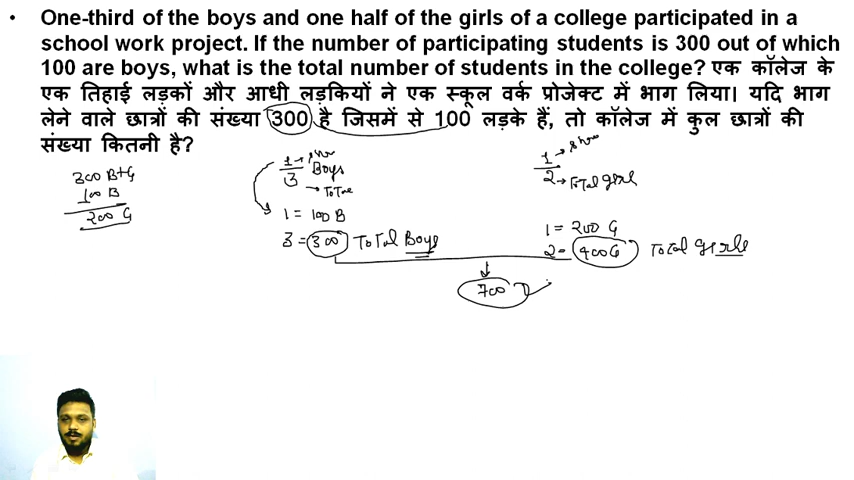 • One-third of the boys and one half of the girls of a college participated in a
school work project. If the number of participating students is 300 out of which
100 are boys, what is the total number of students in the college? एक कॉलेज के
एक तिहाई लड़कों और आधी लड़कियों ने एक स्कूल वर्क प्रोजेक्ट में भाग लिया। यदि भाग
लेने वाले छात्रों की संख्या 300 है जिसमें से 100 लड़के हैं, तो कॉलेज में कुल छात्रों की
संख्या कितनी है?
300 B+G
100 B
200 G
1
3 Boys
→ Total
1 = 100 B
3 = 300 Total Boys
1
2 → Total girl
1 = 200 G
2 = 400 G Total girls
700